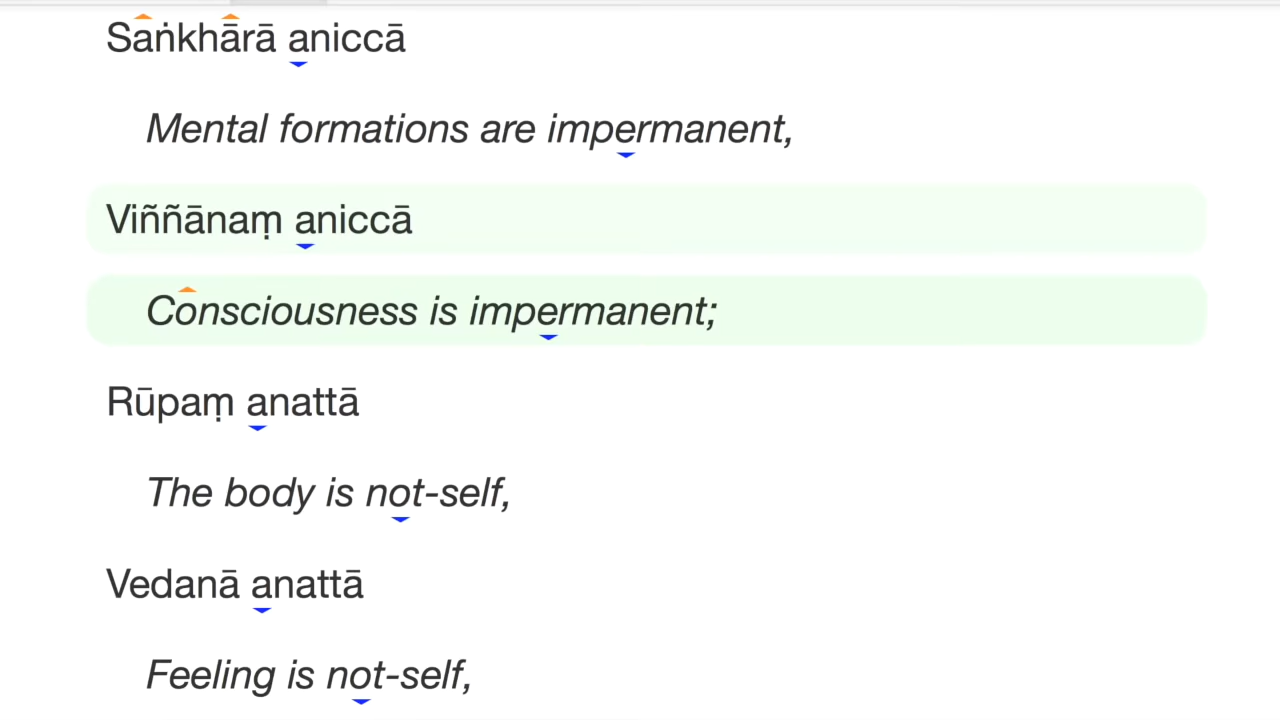 Saṅkhārā aniccā
Mental formations are impermanent,
Viññānaṃ aniccā
Consciousness is impermanent;
Rūpaṃ anattā
The body is not-self,
Vedanā anattā
Feeling is not-self,